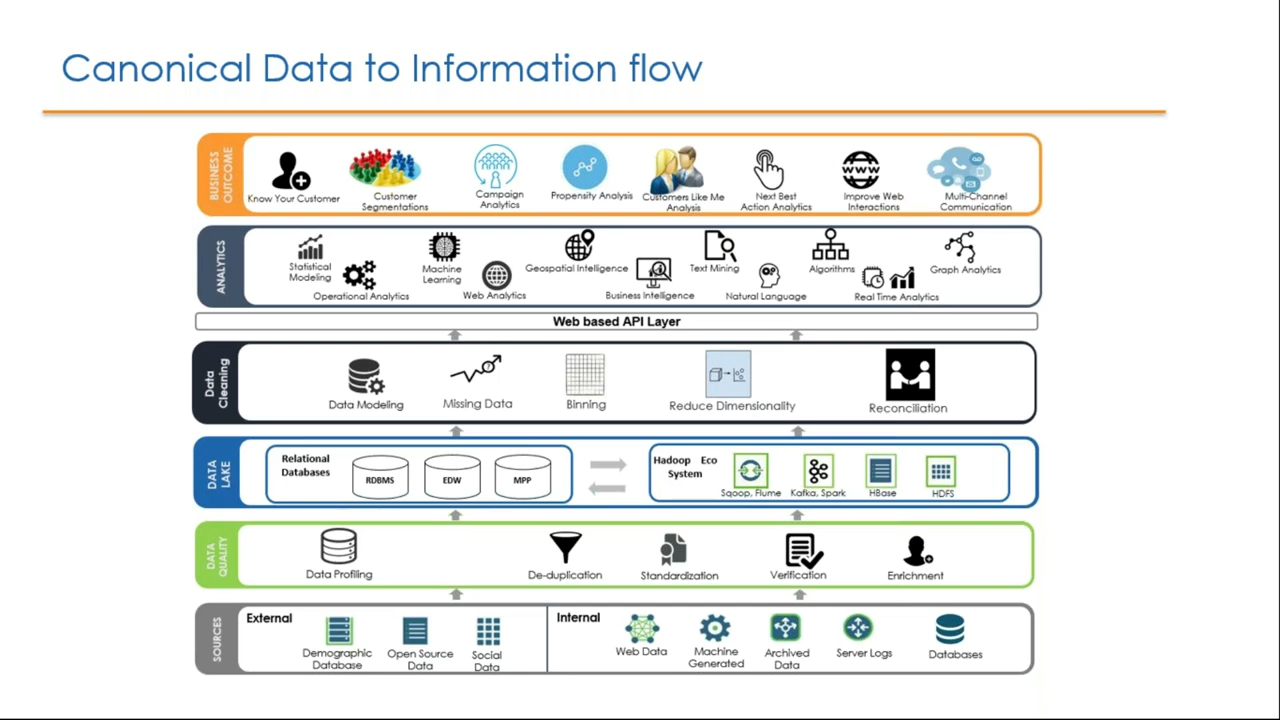 Canonical Data to Information flow
BUSINESS
OUTCOME
Know Your Customer
Customer
Segmentations
Campaign
Analytics
Propensity Analysis
Customers Like Me
Analysis
Next Best
Action Analytics
WWW
Improve Web
Interactions
Multi-Channel
Communication
ANALYTICS
Statistical
Modeling
Operational Analytics
Machine
Learning
Web Analytics
Geospatial Intelligence
Business Intelligence
Text Mining
Natural Language
Algorithms
Real Time Analytics
Graph Analytics
Web based API Layer
Data
Cleaning
Data Modeling
Missing Data
Binning
Reduce Dimensionality
Reconciliation
DATA
LAKE
Relational
Databases
RDBMS
EDW
MPP
Hadoop Eco
System
Sqoop, Flume
Kafka, Spark
HBase
HDFS
DATA
QUALITY
Data Profiling
De-duplication
Standardization
Verification
Enrichment
SOURCES
External
Demographic
Database
Open Source
Data
Social
Data
Internal
Web Data
Machine
Generated
Archived
Data
Server Logs
Databases